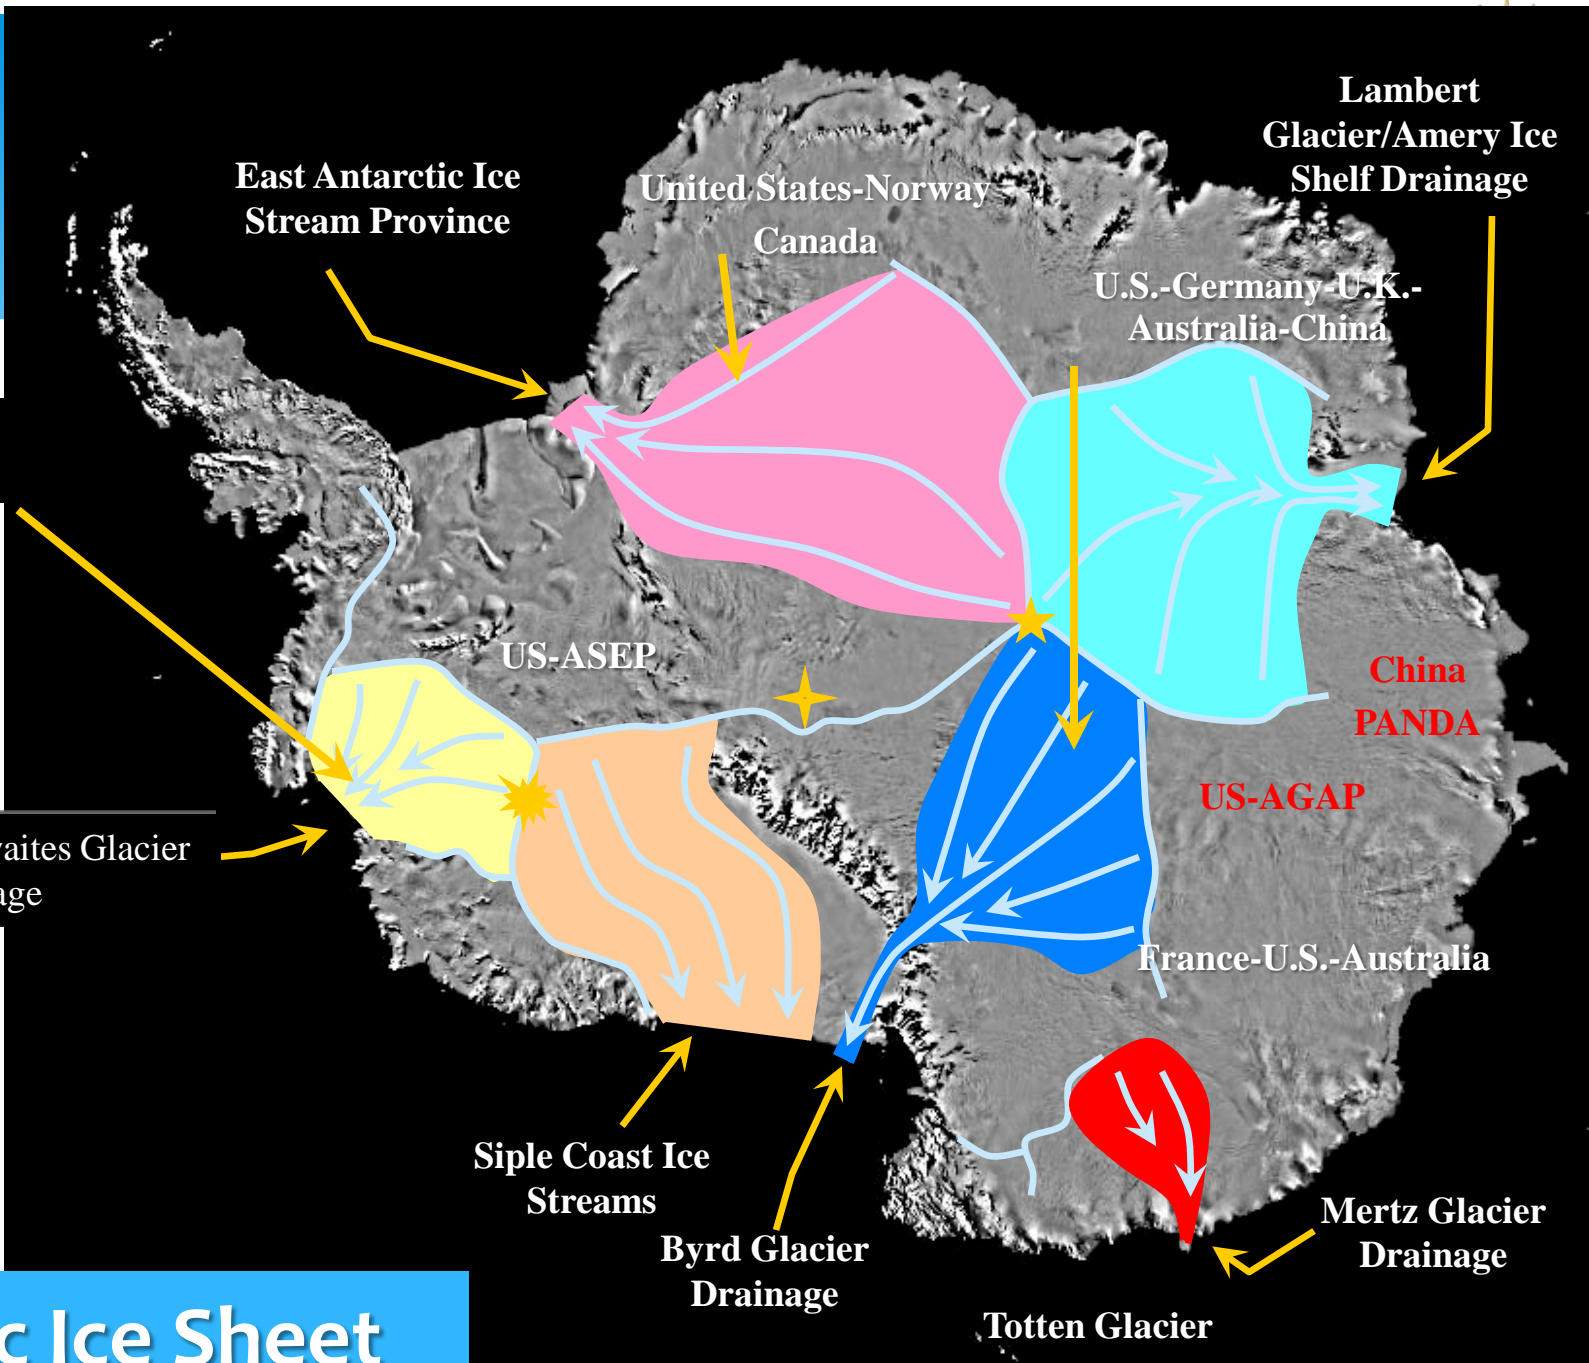 Lambert
Glacier/Amery Ice
Shelf Drainage
East Antarctic Ice
Stream Province
United States-Norway
Canada
U.S.-Germany-U.K.-
Australia-China
US-ASEP
China
PANDA
US-AGAP
aites Glacier
age
France-U.S.-Australia
Siple Coast Ice
Streams
Byrd Glacier
Drainage
Mertz Glacier
Drainage
Totten Glacier
c Ice Sheet